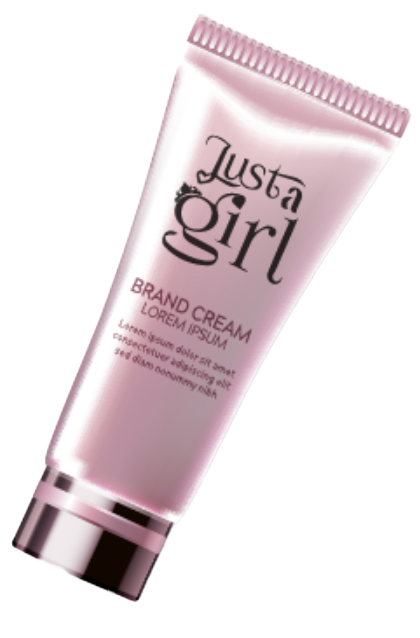 Just a
girl
BRAND CREAM
LOREM IPSUM
Lorem ipsum dolor sit amet,
consectetuer adipiscing elit
sed diam nonummy nibh